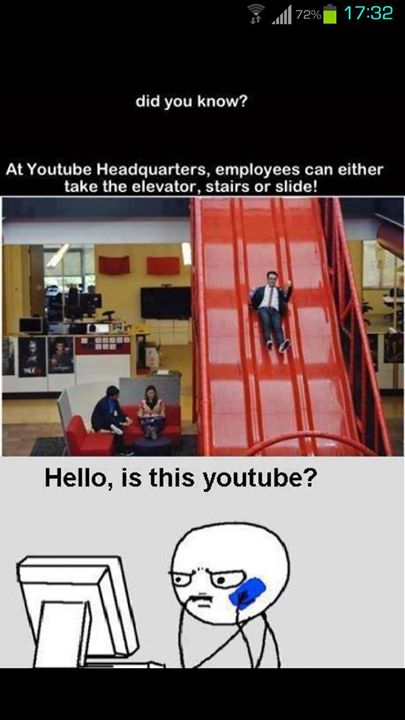 72% 17:32
did you know?
At Youtube Headquarters, employees can either
take the elevator, stairs or slide!
Hello, is this youtube?